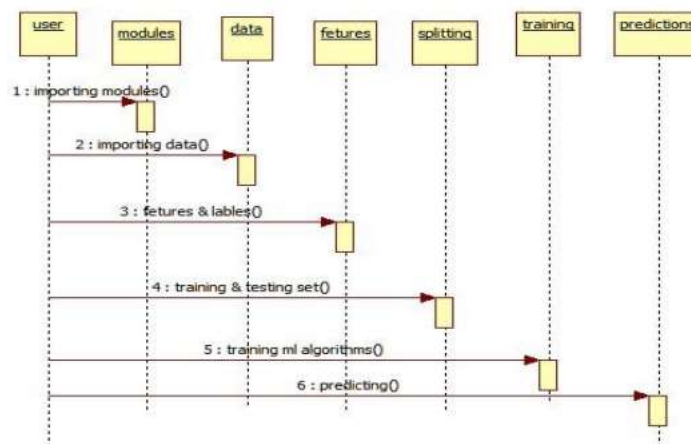 user
modules
data
fetures
splitting
training
predictions
1 : importing modules()
2 : importing data()
3 : fetures & lables()
4 : training & testing set()
5 : training ml algorithms()
6 : predicting()